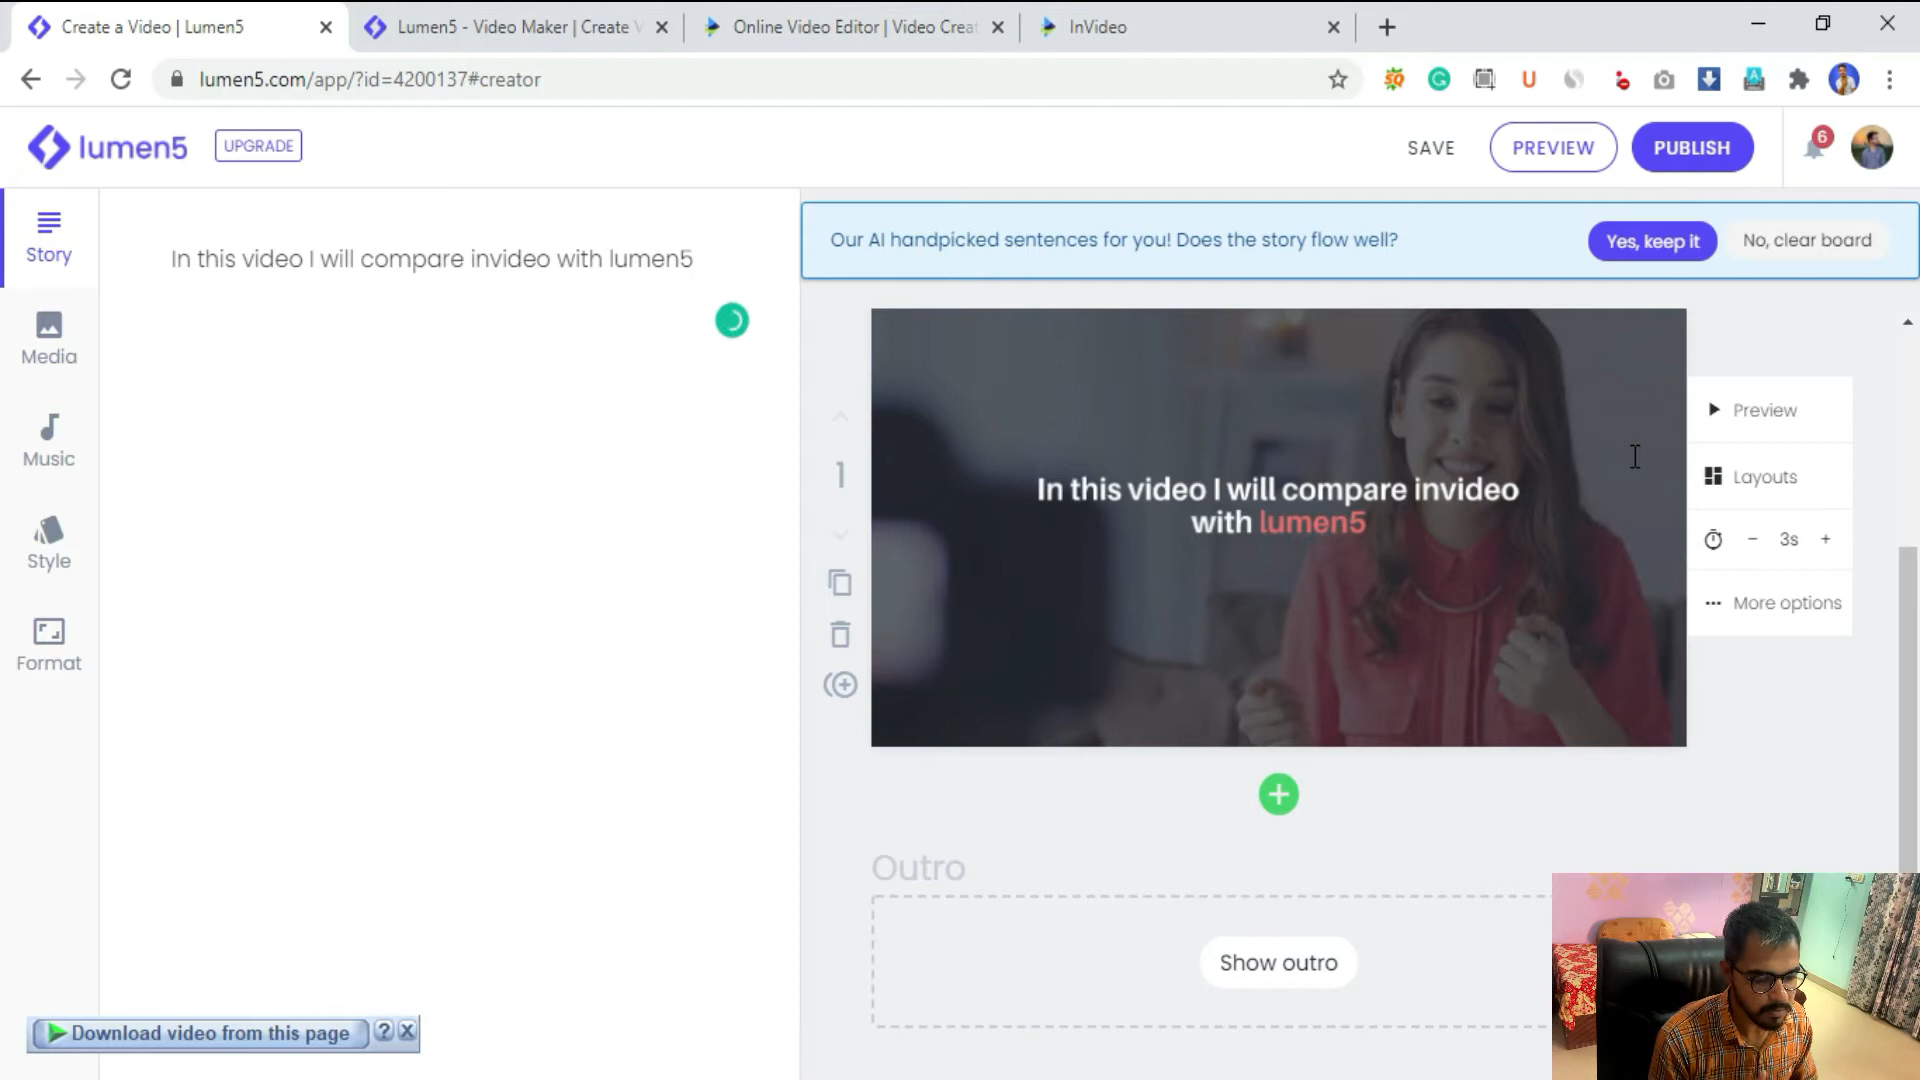 Create a Video | Lumen5
Lumen5 - Video Maker | Create V
Online Video Editor | Video Creat
InVideo
lumen5.com/app/?id=4200137#creator
lumen5
UPGRADE
SAVE
PREVIEW
PUBLISH
6
Story
Media
Music
Style
Format
In this video I will compare invideo with lumen5
Our AI handpicked sentences for you! Does the story flow well?
Yes, keep it
No, clear board
1
In this video I will compare invideo
with lumen5
Preview
Layouts
− 3s +
More options
Outro
Show outro
Download video from this page